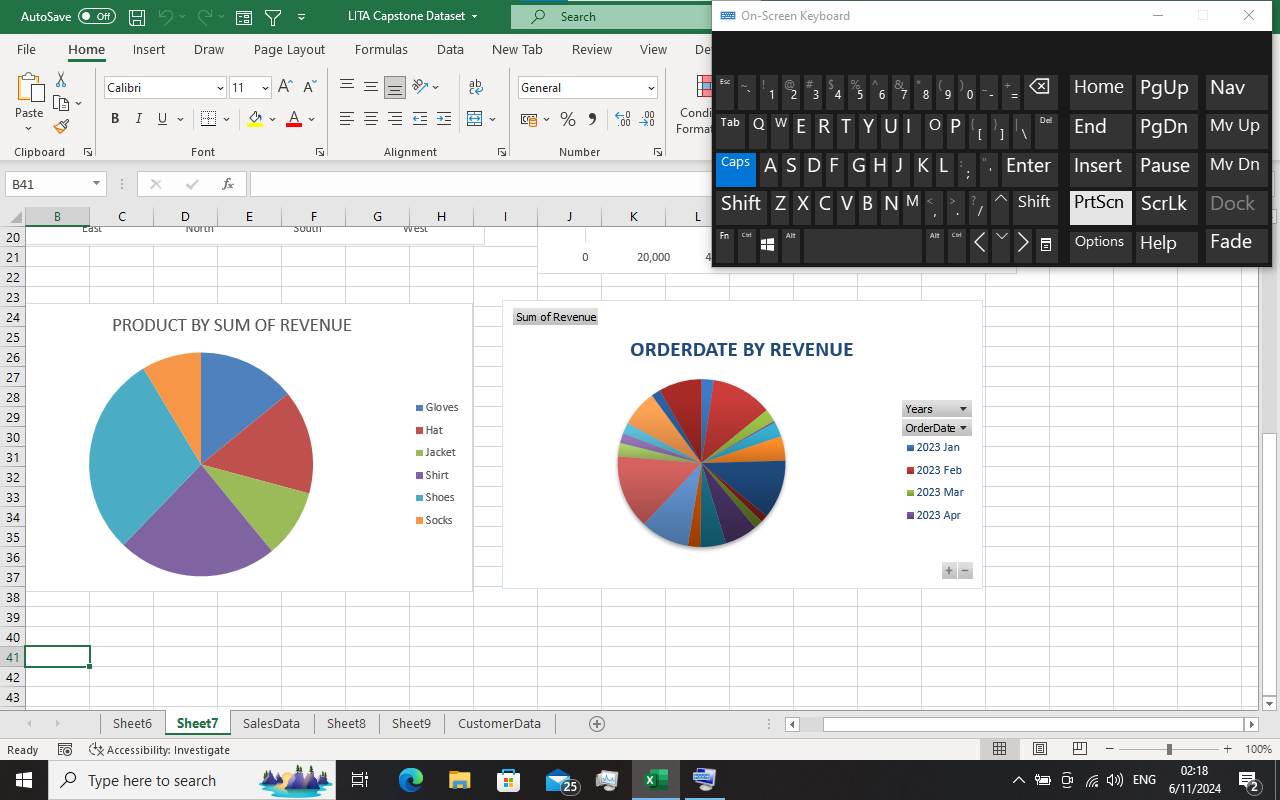 AutoSave Off LITA Capstone Dataset Search
On-Screen Keyboard
File Home Insert Draw Page Layout Formulas Data New Tab Review View De
Paste Calibri 11 General Condi
B I U A Format
Clipboard Font Alignment Number
Esc ~ ` ! 1 @ 2 # 3 $ 4 % 5 ^ 6 & 7 * 8 ( 9 ) 0 _ - + = Home PgUp Nav
Tab Q W E R T Y U I O P { [ } ] | \ Del End PgDn Mv Up
Caps A S D F G H J K L : ; " ' Enter Insert Pause Mv Dn
Shift Z X C V B N M < , > . ? / Shift PrtScn ScrLk Dock
Fn Ctrl Alt Alt Ctrl Options Help Fade
B41 fx
B C D E F G H I J K L
20 East North South West
21 0 20,000 4
22
23
24 PRODUCT BY SUM OF REVENUE
Sum of Revenue
25
ORDERDATE BY REVENUE
26
27
28
29
Gloves
Hat
Jacket
Shirt
Shoes
Socks
Years
OrderDate
2023 Jan
2023 Feb
2023 Mar
2023 Apr
+ −
30
31
32
33
34
35
36
37
38
39
40
41
42
43
Sheet6 Sheet7 SalesData Sheet8 Sheet9 CustomerData
Ready Accessibility: Investigate 100%
Type here to search 25 ENG 02:18
6/11/2024 2